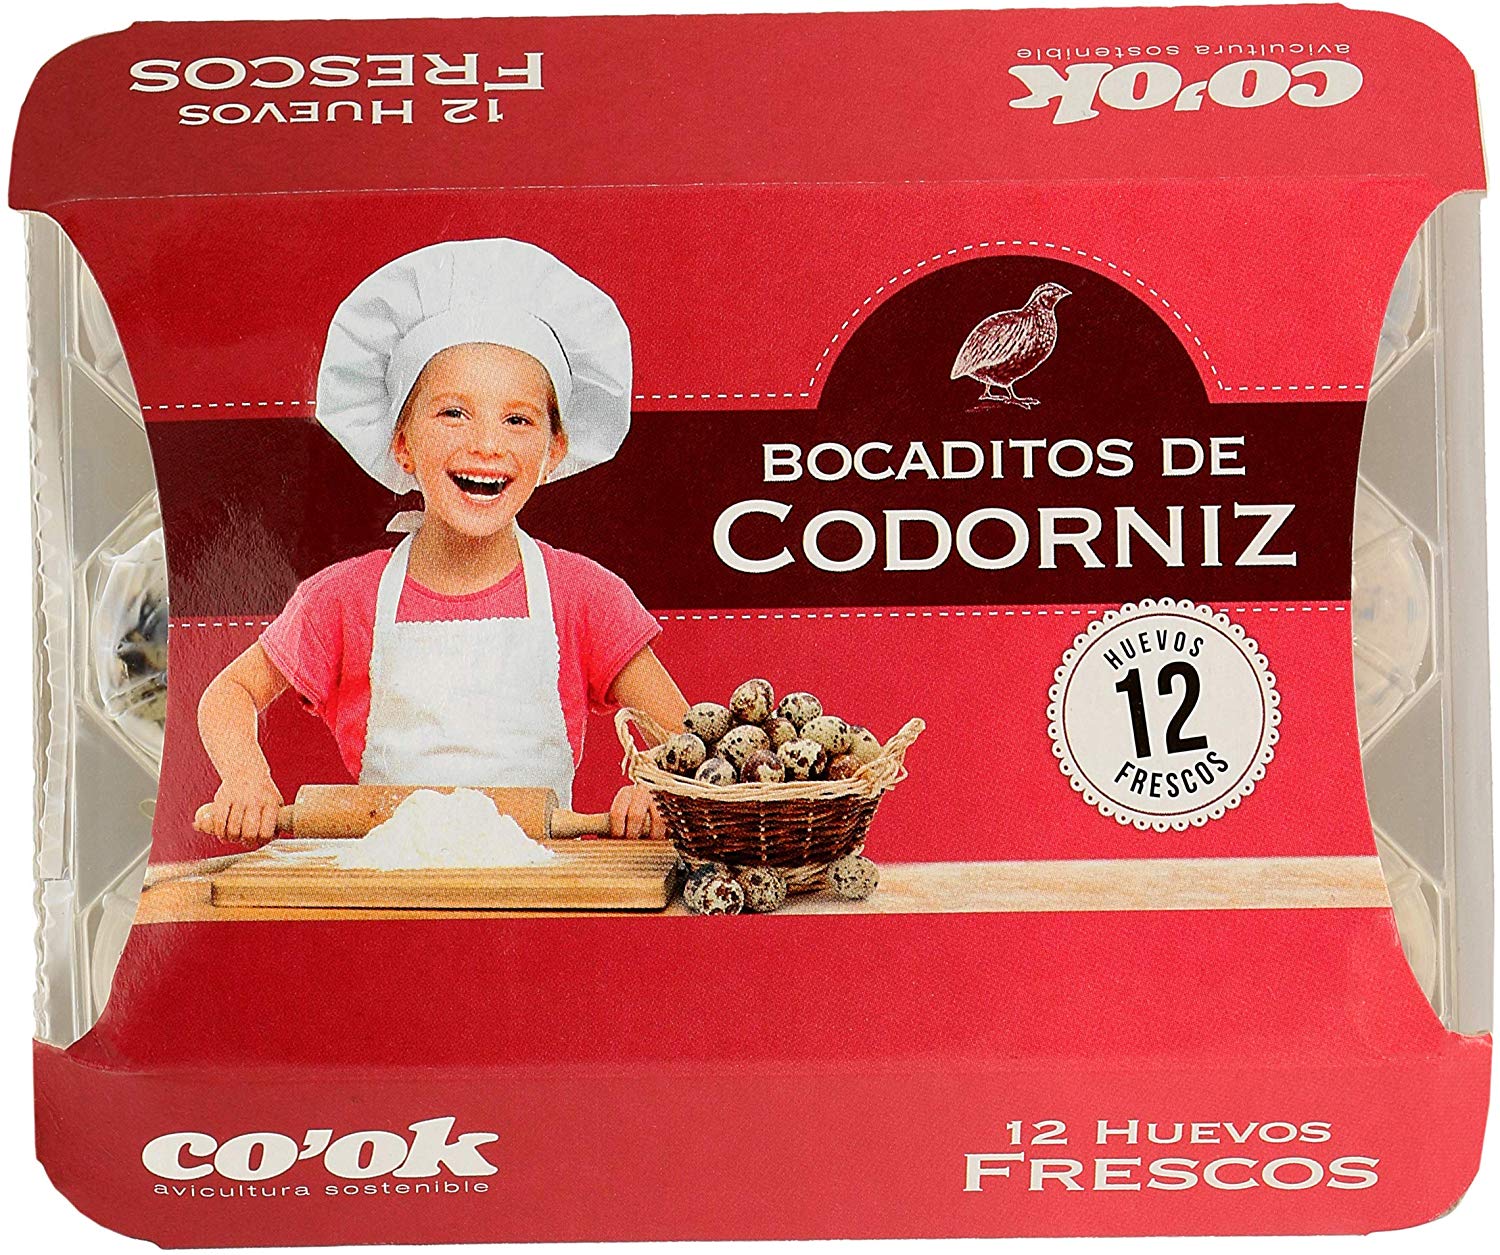 12 HUEVOS
FRESCOS
co'ok
avicultura sostenible
BOCADITOS DE
CODORNIZ
HUEVOS
12
FRESCOS
co'ok
avicultura sostenible
12 HUEVOS
FRESCOS